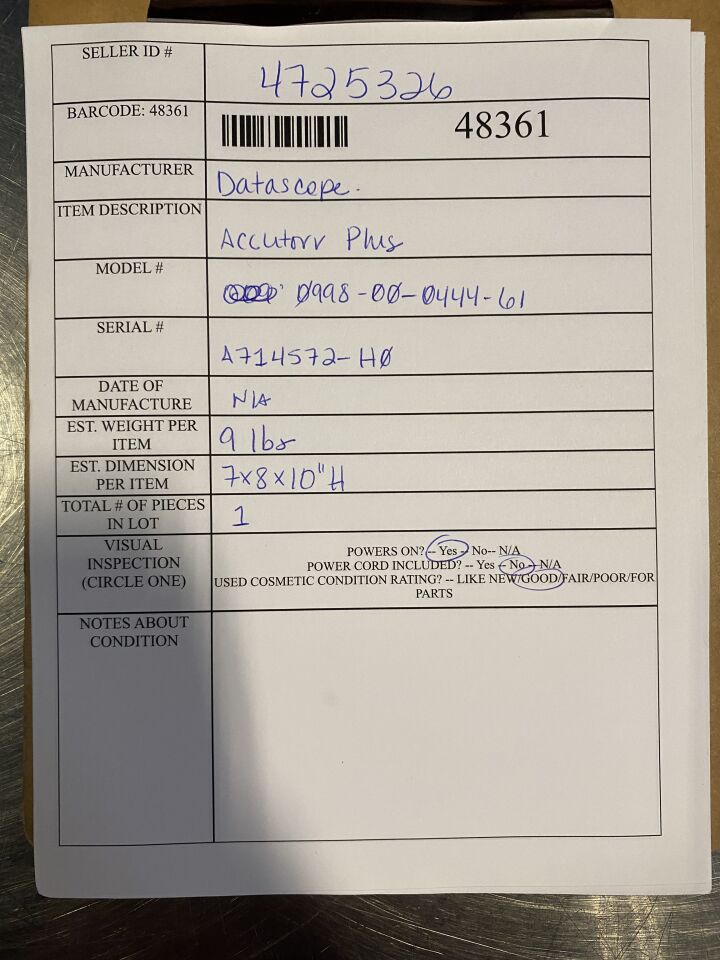 SELLER ID #
4725326
BARCODE: 48361
48361
MANUFACTURER
Datascope.
ITEM DESCRIPTION
Accutorr Plus
MODEL #
0998-00-0444-61
SERIAL #
A714572-H0
DATE OF
MANUFACTURE
N/A
EST. WEIGHT PER
ITEM
9 lbs
EST. DIMENSION
PER ITEM
7x8x10"H
TOTAL # OF PIECES
IN LOT
1
VISUAL
INSPECTION
(CIRCLE ONE)
POWERS ON? -- Yes -- No-- N/A
POWER CORD INCLUDED? -- Yes -- No -- N/A
USED COSMETIC CONDITION RATING? -- LIKE NEW/GOOD/FAIR/POOR/FOR
PARTS
NOTES ABOUT
CONDITION